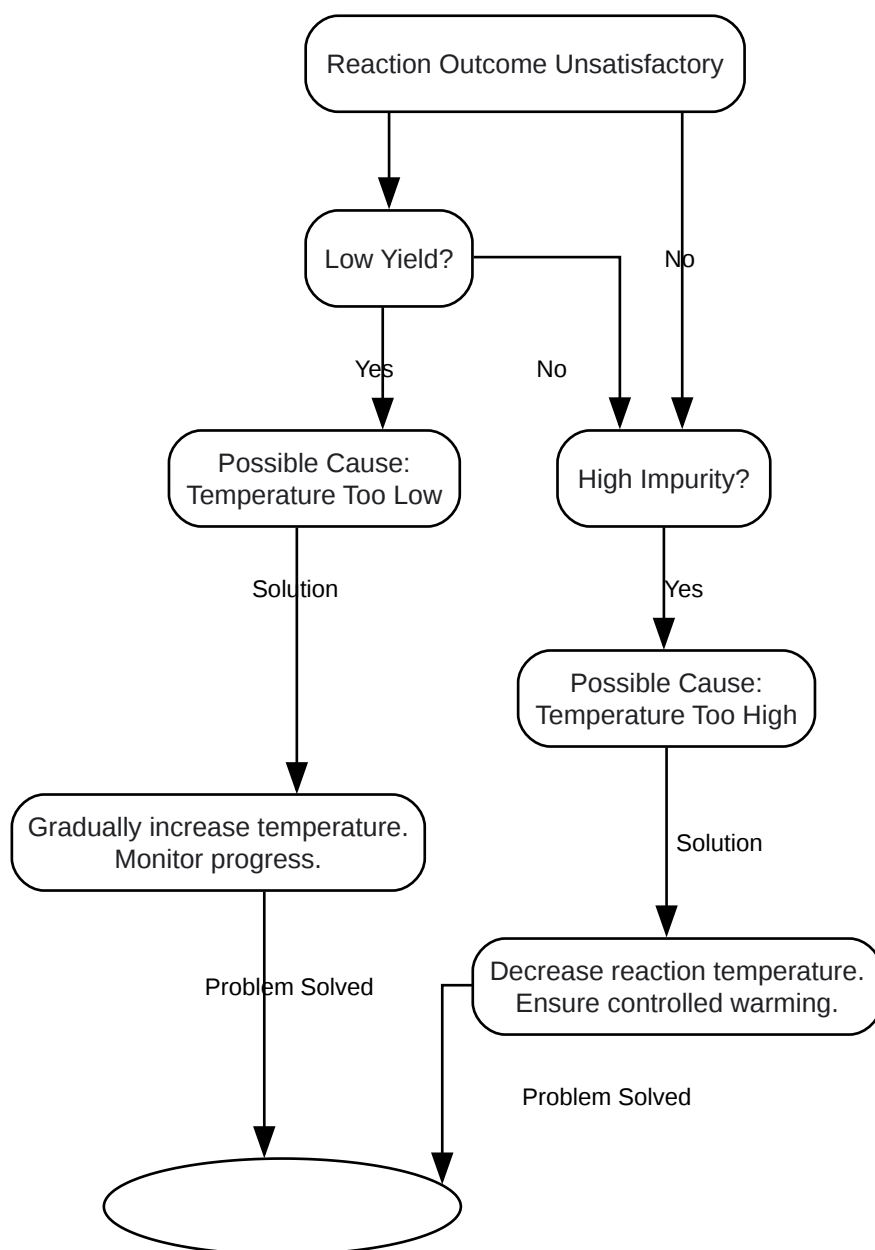 Reaction Outcome Unsatisfactory
Low Yield?
No
Yes
No
Possible Cause:
Temperature Too Low
High Impurity?
Solution
Yes
Possible Cause:
Temperature Too High
Gradually increase temperature.
Monitor progress.
Solution
Decrease reaction temperature.
Ensure controlled warming.
Problem Solved
Problem Solved